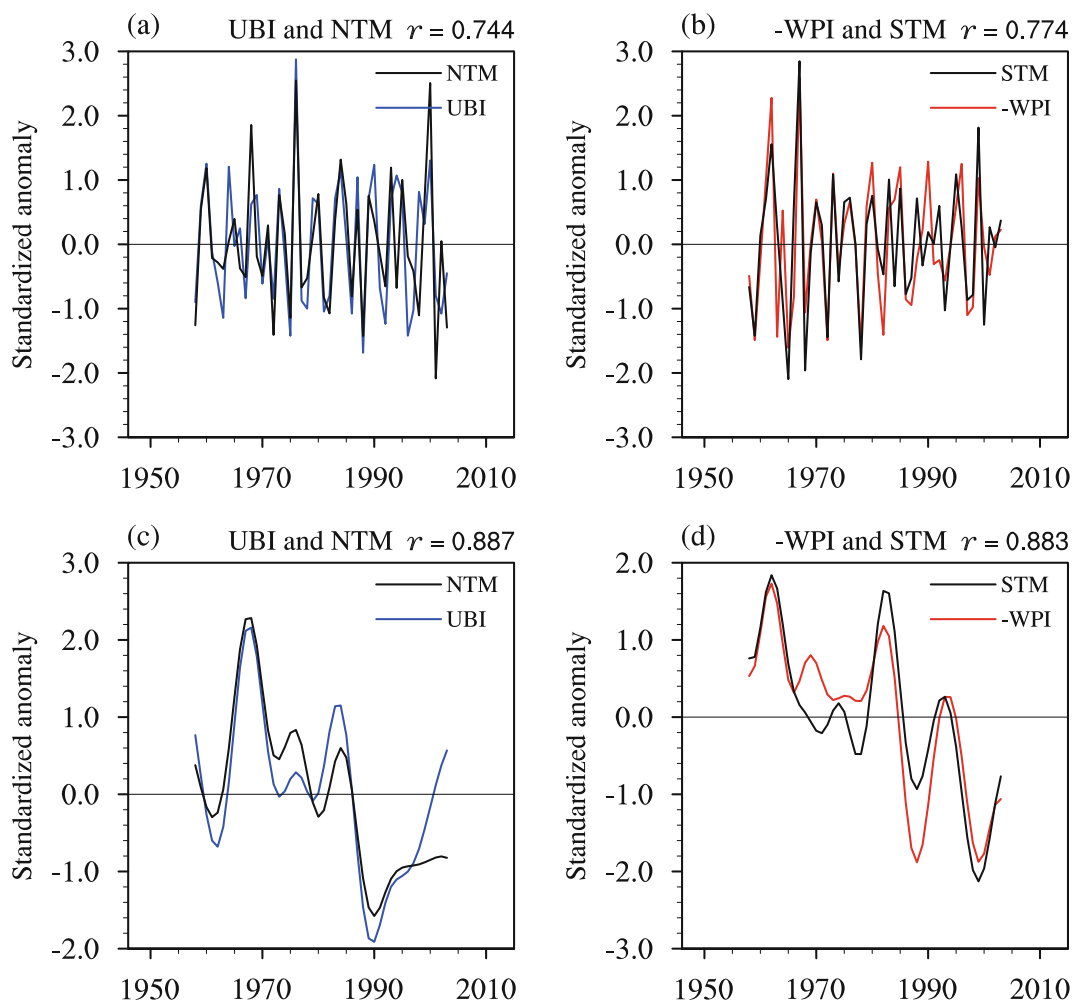 (a) UBI and NTM r = 0.744
3.0
2.0
1.0
0.0
-1.0
-2.0
-3.0
Standardized anomaly
NTM
UBI
1950 1970 1990 2010
(b) -WPI and STM r = 0.774
3.0
2.0
1.0
0.0
-1.0
-2.0
-3.0
Standardized anomaly
STM
-WPI
1950 1970 1990 2010
(c) UBI and NTM r = 0.887
3.0
2.0
1.0
0.0
-1.0
-2.0
Standardized anomaly
NTM
UBI
1950 1970 1990 2010
(d) -WPI and STM r = 0.883
2.0
1.0
0.0
-1.0
-2.0
-3.0
Standardized anomaly
STM
-WPI
1950 1970 1990 2010